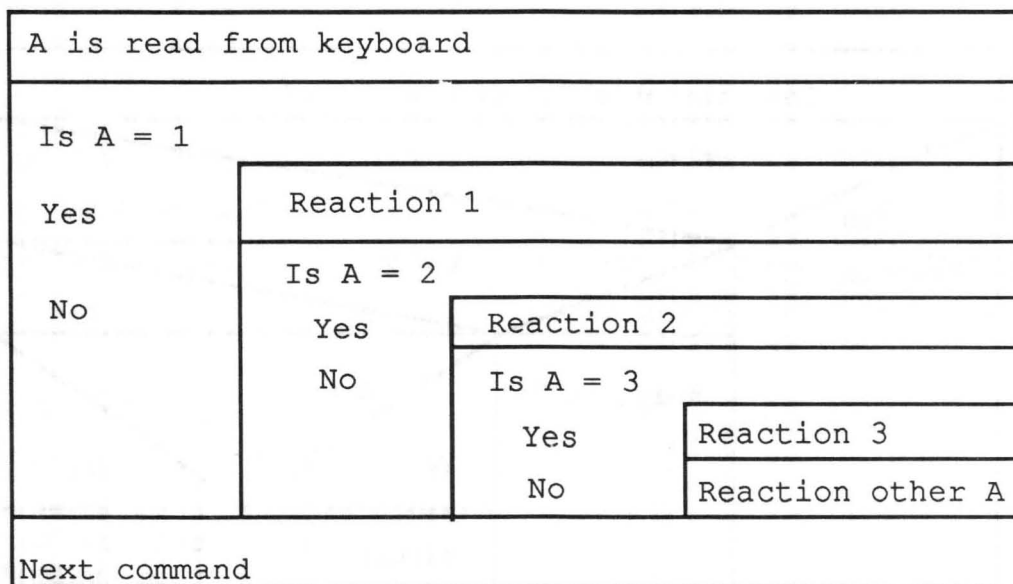 A is read from keyboard
Is A = 1
Yes
Reaction 1
Is A = 2
No
Yes
Reaction 2
No
Is A = 3
Yes
Reaction 3
No
Reaction other A
Next command